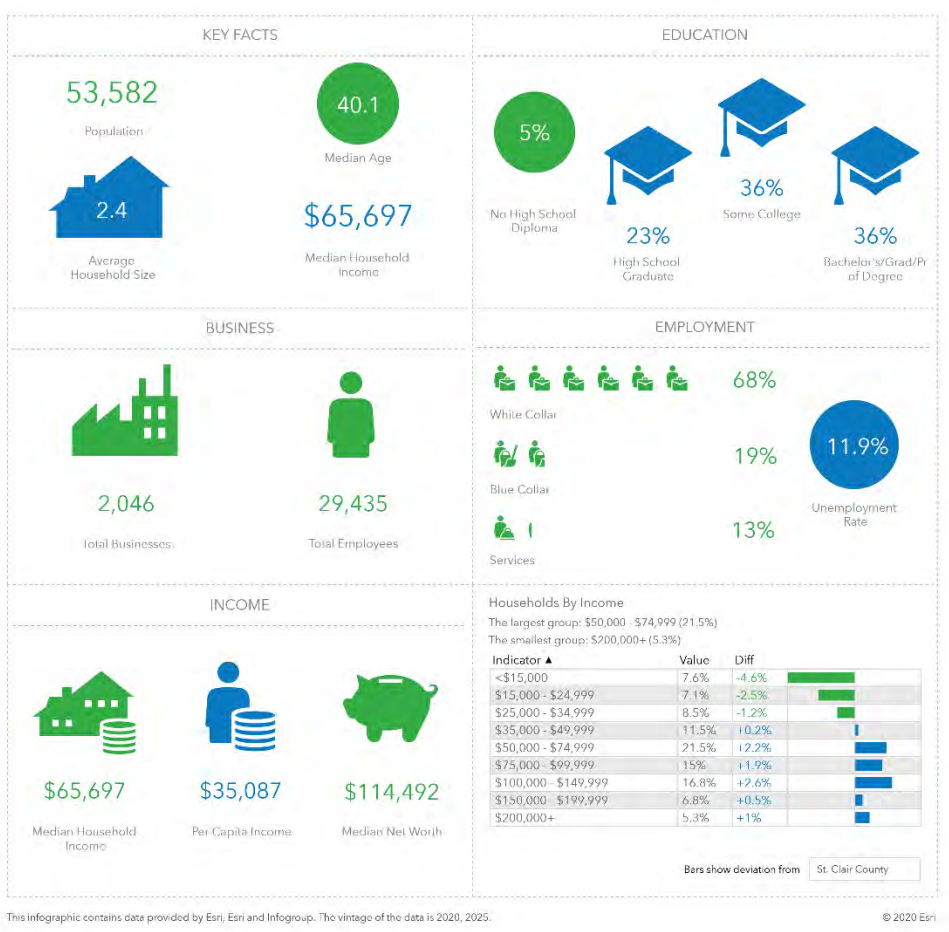 KEY FACTS
53,582
Population
40.1
Median Age
2.4
Average
Household Size
$65,697
Median Household
Income
EDUCATION
5%
No High School
Diploma
23%
High School
Graduate
36%
Some College
36%
Bachelor's/Grad/Pr
of Degree
BUSINESS
2,046
Total Businesses
29,435
Total Employees
EMPLOYMENT
68%
White Collar
19%
Blue Collar
13%
Services
11.9%
Unemployment
Rate
INCOME
$65,697
Median Household
Income
$35,087
Per Capita Income
$114,492
Median Net Worth
Households By Income
The largest group: $50,000 - $74,999 (21.5%)
The smallest group: $200,000+ (5.3%)
Indicator ▲ Value Diff
<$15,000 7.6% -4.6%
$15,000 - $24,999 7.1% -2.5%
$25,000 - $34,999 8.5% -1.2%
$35,000 - $49,999 11.5% +0.2%
$50,000 - $74,999 21.5% +2.2%
$75,000 - $99,999 15% +1.9%
$100,000 - $149,999 16.8% +2.6%
$150,000 - $199,999 6.8% +0.5%
$200,000+ 5.3% +1%
Bars show deviation from St. Clair County
This infographic contains data provided by Esri, Esri and Infogroup. The vintage of the data is 2020, 2025.
© 2020 Esri